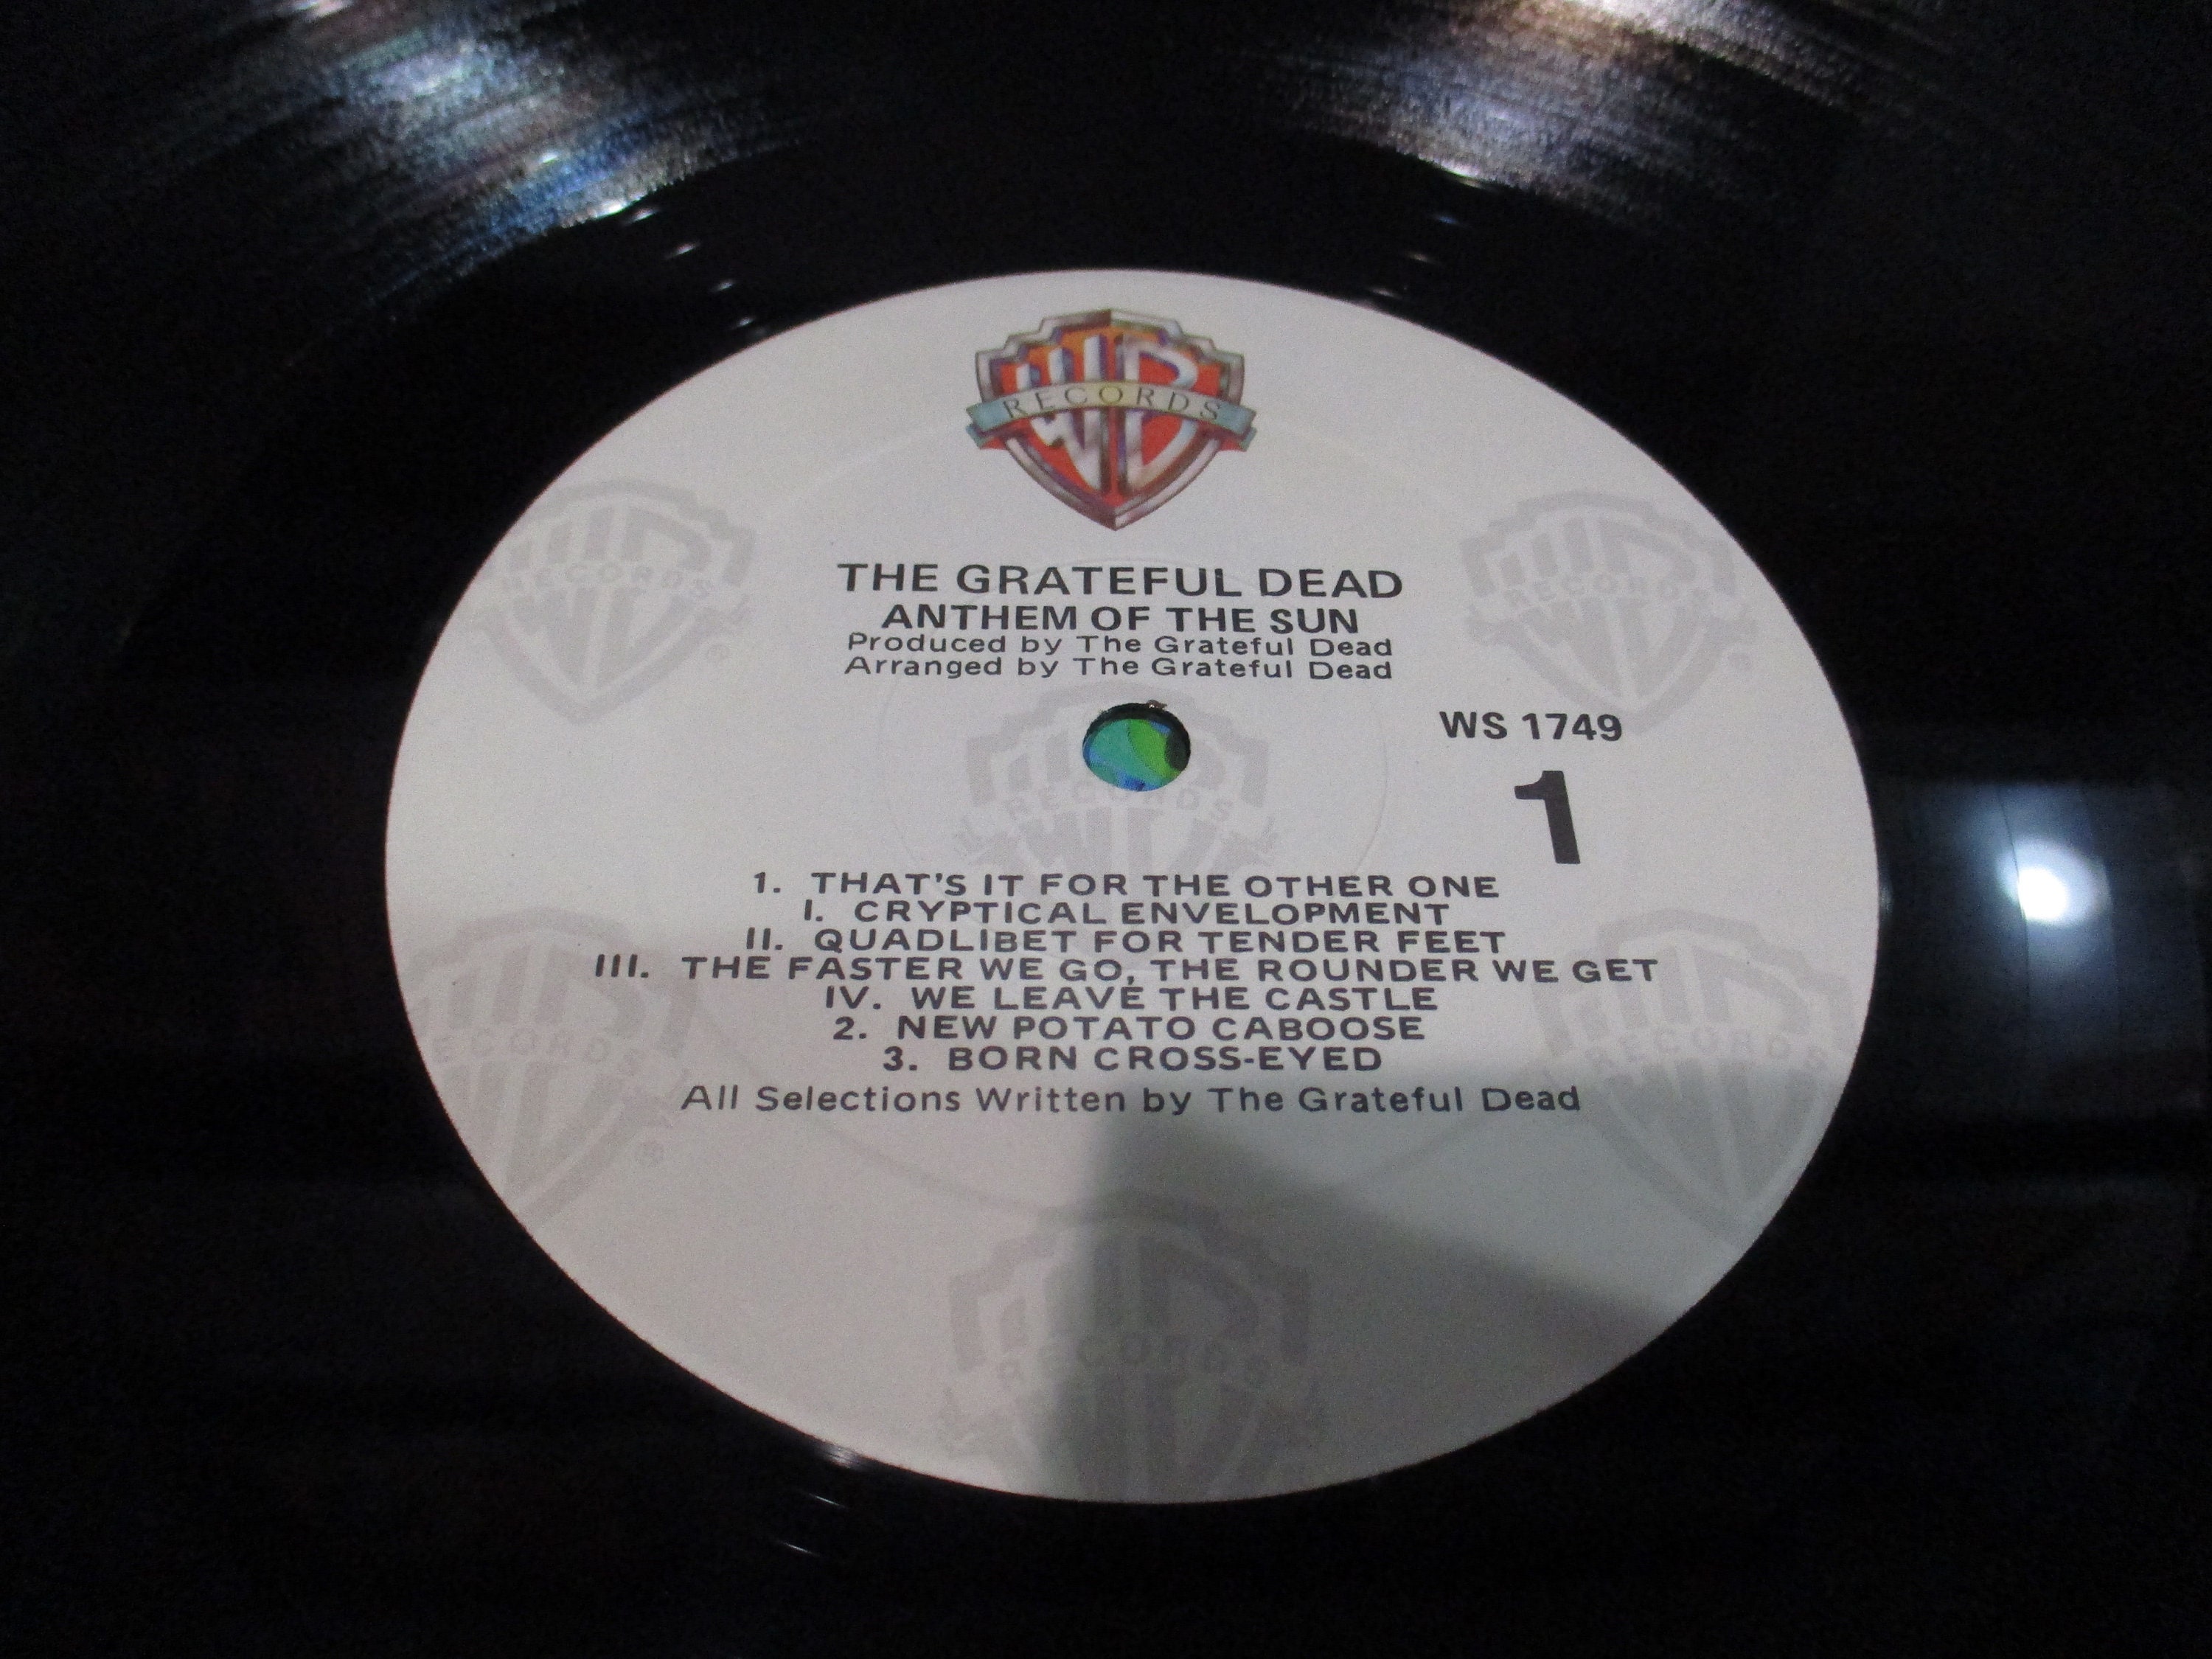 WB
RECORDS
THE GRATEFUL DEAD
ANTHEM OF THE SUN
Produced by The Grateful Dead
Arranged by The Grateful Dead
WS 1749
1
1. THAT'S IT FOR THE OTHER ONE
I. CRYPTICAL ENVELOPMENT
II. QUADLIBET FOR TENDER FEET
III. THE FASTER WE GO, THE ROUNDER WE GET
IV. WE LEAVE THE CASTLE
2. NEW POTATO CABOOSE
3. BORN CROSS-EYED
All Selections Written by The Grateful Dead